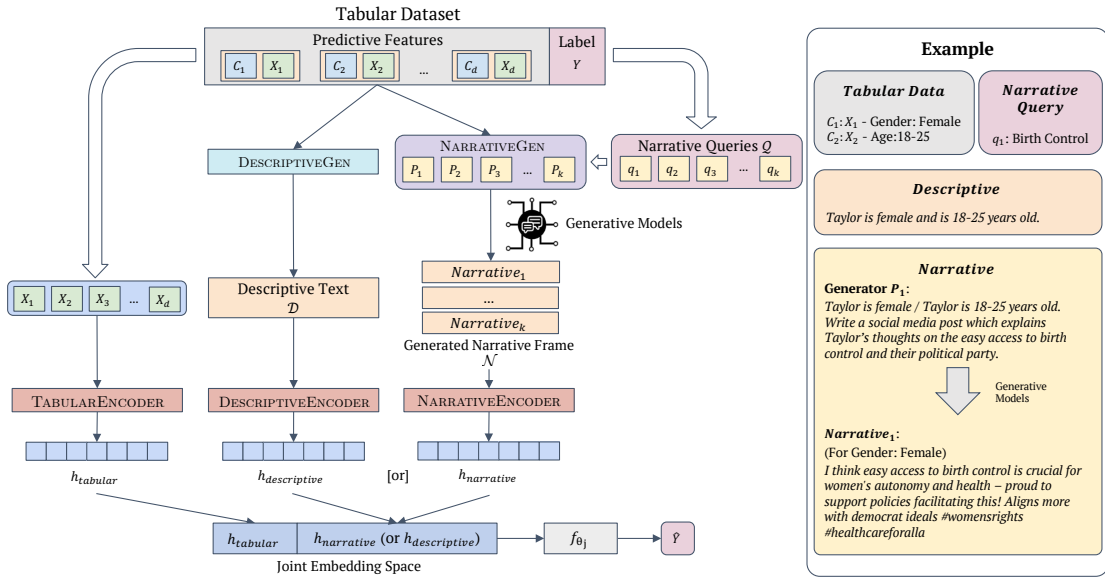 Tabular Dataset
Predictive Features
Label
Y
C1 X1 C2 X2 ... Cd Xd
DESCRIPTIVEGEN
NARRATIVEGEN
P1 P2 P3 ... Pk
Narrative Queries Q
q1 q2 q3 ... qk
Generative Models
X1 X2 X3 ... Xd
Descriptive Text
D
Narrative1
...
Narrativek
Generated Narrative Frame
N
TABULARENCODER
DESCRIPTIVEENCODER
NARRATIVEENCODER
htabular
hdescriptive
[or]
hnarrative
htabular
hnarrative (or hdescriptive)
fθj
Ŷ
Joint Embedding Space
Example
Tabular Data
C1: X1 - Gender: Female
C2: X2 - Age:18-25
Narrative
Query
q1: Birth Control
Descriptive
Taylor is female and is 18-25 years old.
Narrative
Generator P1:
Taylor is female / Taylor is 18-25 years old.
Write a social media post which explains
Taylor's thoughts on the easy access to birth
control and their political party.
Generative
Models
Narrative1:
(For Gender: Female)
I think easy access to birth control is crucial for
women's autonomy and health – proud to
support policies facilitating this! Aligns more
with democrat ideals #womensrights
#healthcareforalla